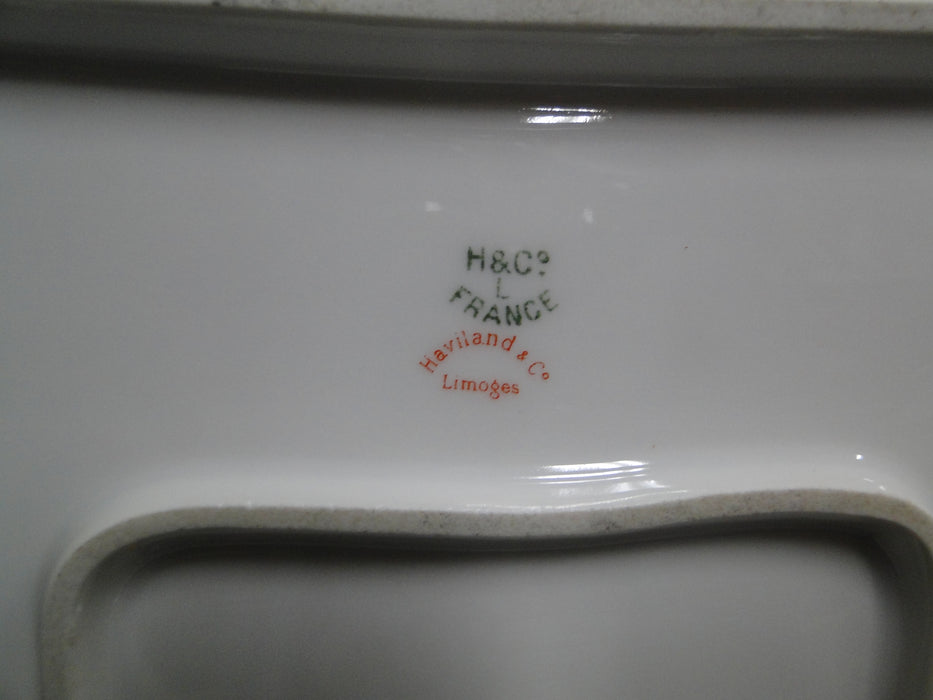 H&Cº
L
FRANCE
Haviland & Cº
Limoges